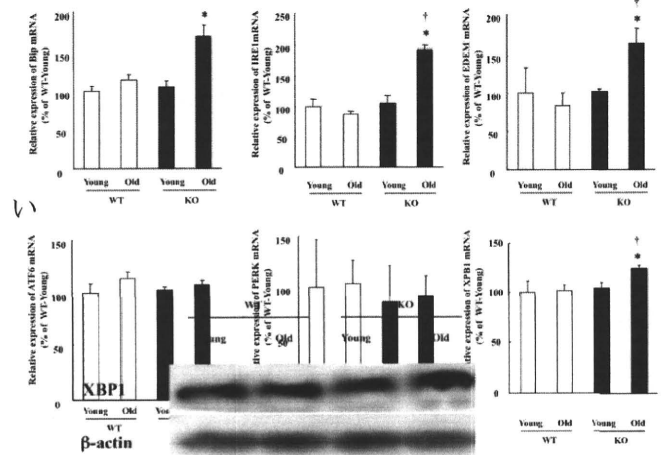 Relative expression of Bip mRNA
(% of WT-Young)
200
150
100
50
0
*
Young Old Young Old
WT KO
Relative expression of IRE1mRNA
(% of WT-Young)
250
200
150
100
50
0
†
*
Young Old Young Old
WT KO
Relative expression of EDEM mRNA
(% of WT-Young)
200
150
100
50
0
†
*
Young Old Young Old
WT KO
い
Relative expression of ATF6 mRNA
(% of WT-Young)
150
100
50
0
Young Old
WT
expression of PERK mRNA
(% of WT-Young)
150
100
50
WT KO
Old Young Old
XBP1
β-actin
Relative expression of XPB1 mRNA
(% of WT-Young)
150
100
50
0
†
*
Young Old Young Old
WT KO